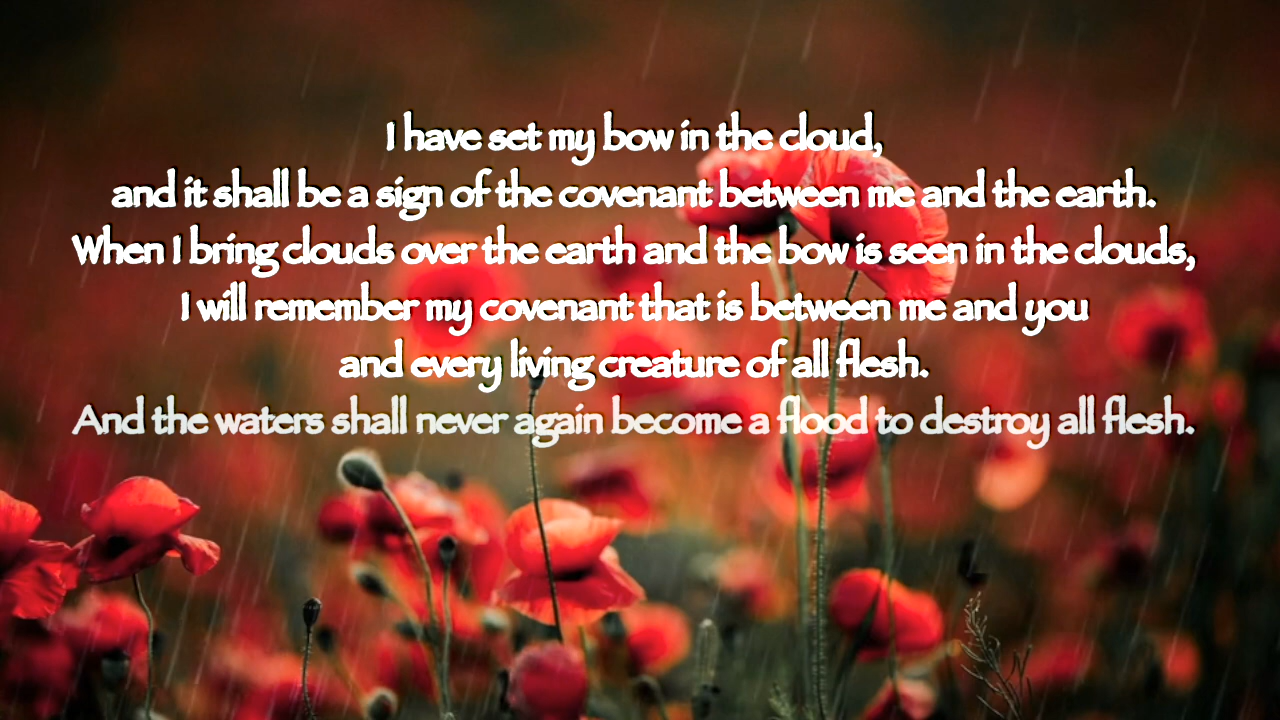 I have set my bow in the cloud,
and it shall be a sign of the covenant between me and the earth.
When I bring clouds over the earth and the bow is seen in the clouds,
I will remember my covenant that is between me and you
and every living creature of all flesh.
And the waters shall never again become a flood to destroy all flesh.